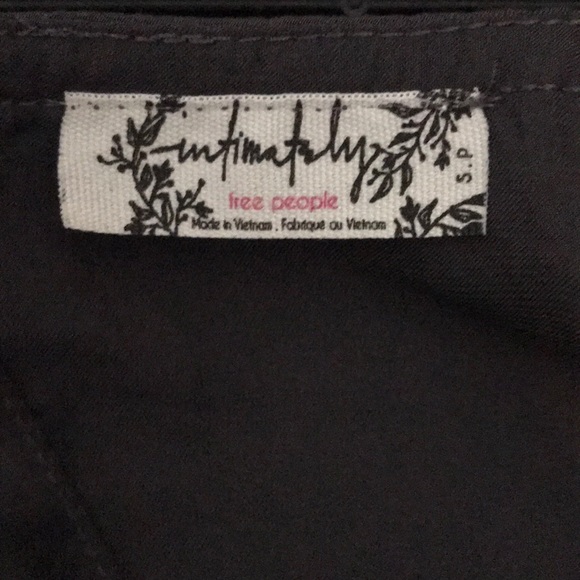 intimately
free people
Made in Vietnam . Fabriqué au Vietnam
S.P